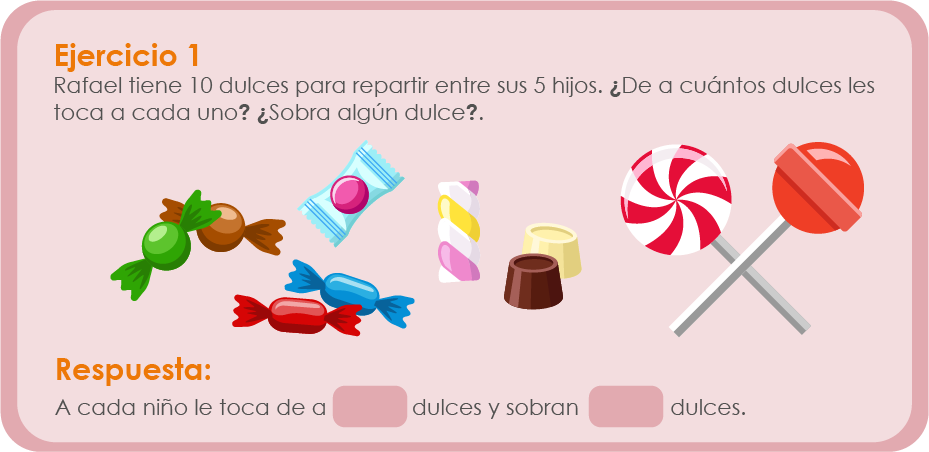 Ejercicio 1
Rafael tiene 10 dulces para repartir entre sus 5 hijos. ¿De a cuántos dulces les
toca a cada uno? ¿Sobra algún dulce?.
Respuesta:
A cada niño le toca de a dulces y sobran dulces.